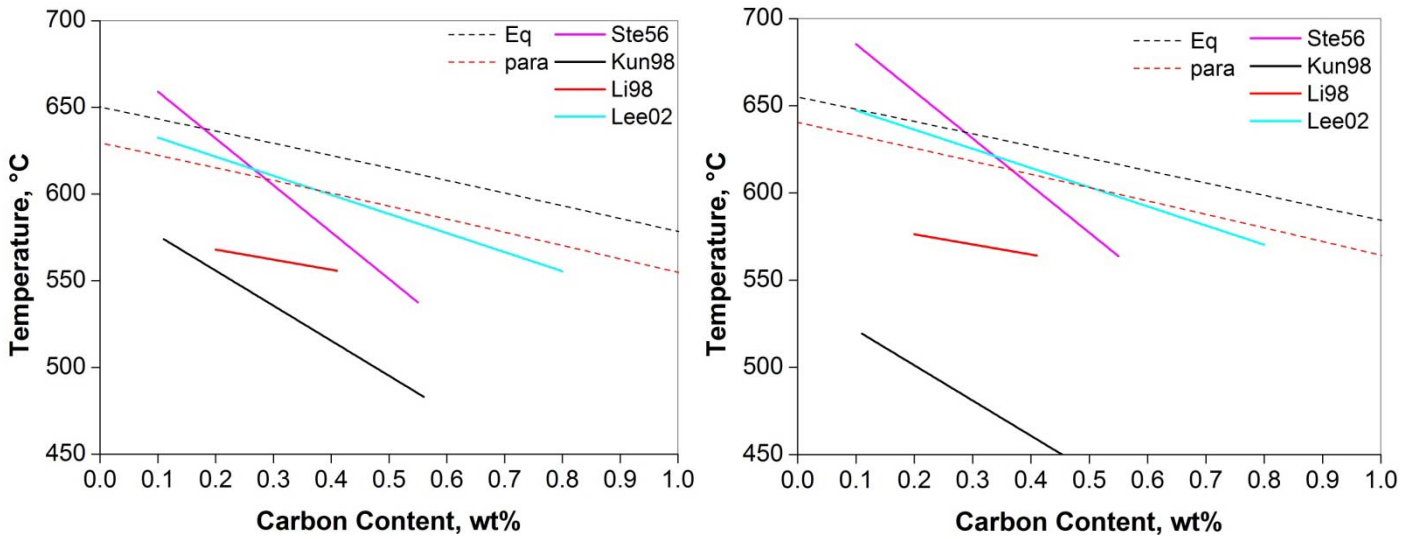 700
650
600
550
500
450
Temperature, °C
Eq
para
Ste56
Kun98
Li98
Lee02
0.0 0.1 0.2 0.3 0.4 0.5 0.6 0.7 0.8 0.9 1.0
Carbon Content, wt%
700
650
600
550
500
450
Temperature, °C
Eq
para
Ste56
Kun98
Li98
Lee02
0.0 0.1 0.2 0.3 0.4 0.5 0.6 0.7 0.8 0.9 1.0
Carbon Content, wt%